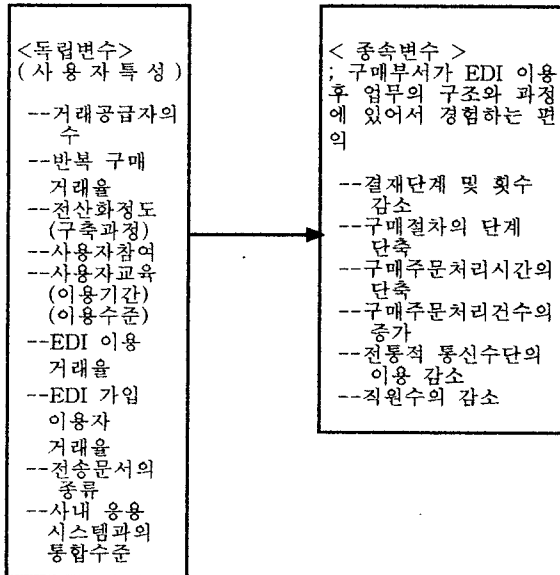 <독립변수>
(사용자특성)
--거래공급자의
수
--반복 구매
거래율
--전산화정도
(구축과정)
--사용자참여
--사용자교육
(이용기간)
(이용수준)
--EDI 이용
거래율
--EDI 가입
이용자
거래율
--전송문서의
종류
--사내 응용
시스템과의
통합수준
< 종속변수 >
; 구매부서가 EDI 이용
후 업무의 구조와 과정
에 있어서 경험하는 편
의
--결재단계 및 횟수
감소
--구매절차의 단계
단축
--구매주문처리시간의
단축
--구매주문처리건수의
증가
--전통적 통신수단의
이용 감소
--직원수의 감소